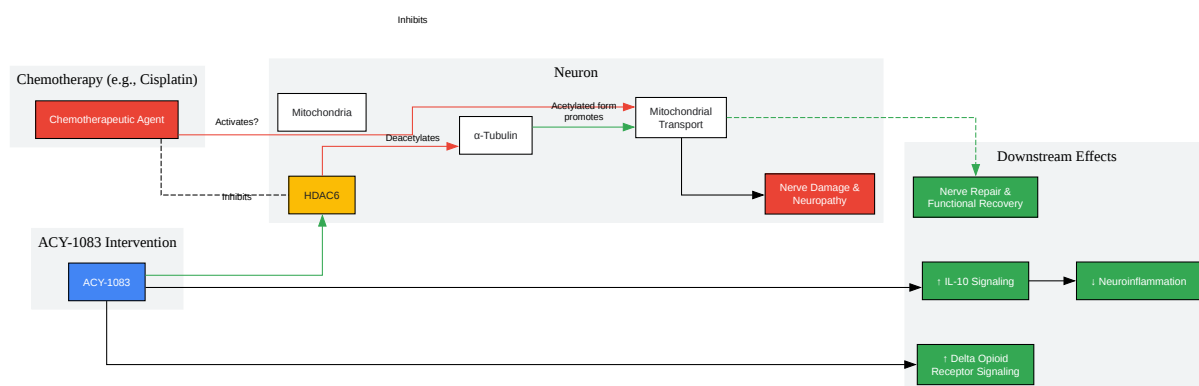 Inhibits
Chemotherapy (e.g., Cisplatin)
Neuron
Chemotherapeutic Agent
Activates?
Mitochondria
Deacetylates
α-Tubulin
Acetylated form
promotes
Mitochondrial
Transport
Downstream Effects
Inhibits
HDAC6
Nerve Damage &
Neuropathy
Nerve Repair &
Functional Recovery
ACY-1083 Intervention
ACY-1083
↑ IL-10 Signaling
↓ Neuroinflammation
↑ Delta Opioid
Receptor Signaling